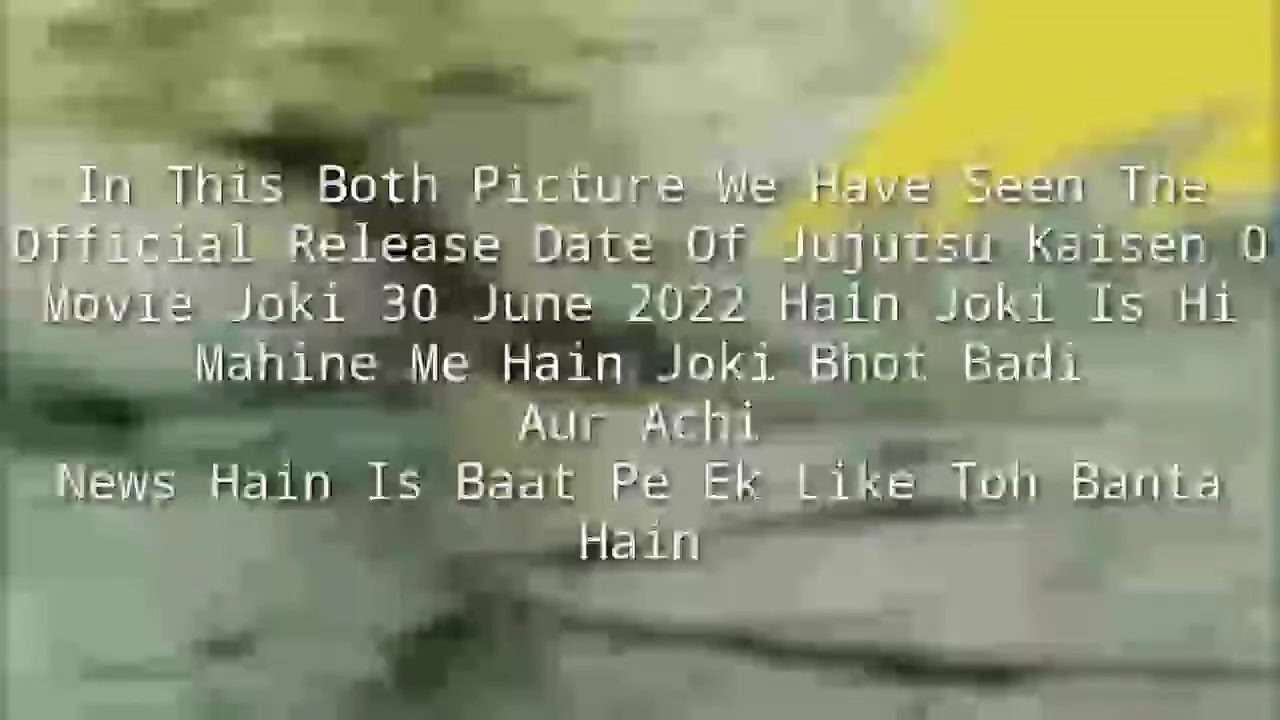 In This Both Picture We Have Seen The
Official Release Date Of Jujutsu Kaisen 0
Movie Joki 30 June 2022 Hain Joki Is Hi
Mahine Me Hain Joki Bhot Badi
Aur Achi
News Hain Is Baat Pe Ek Like Toh Banta
Hain